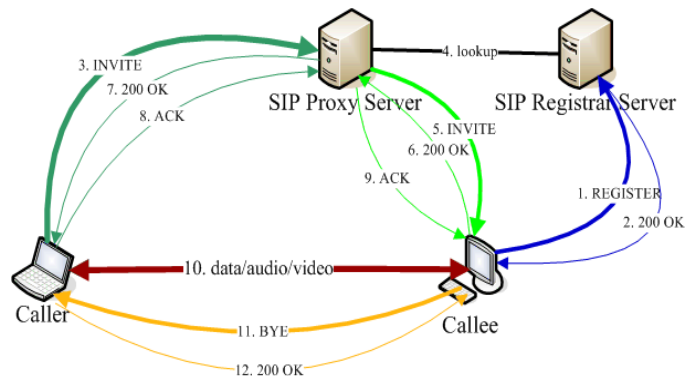 3. INVITE
7. 200 OK
8. ACK
SIP Proxy Server
4. lookup
SIP Registrar Server
5. INVITE
6. 200 OK
9. ACK
1. REGISTER
2. 200 OK
10. data/audio/video
Caller
Callee
11. BYE
12. 200 OK